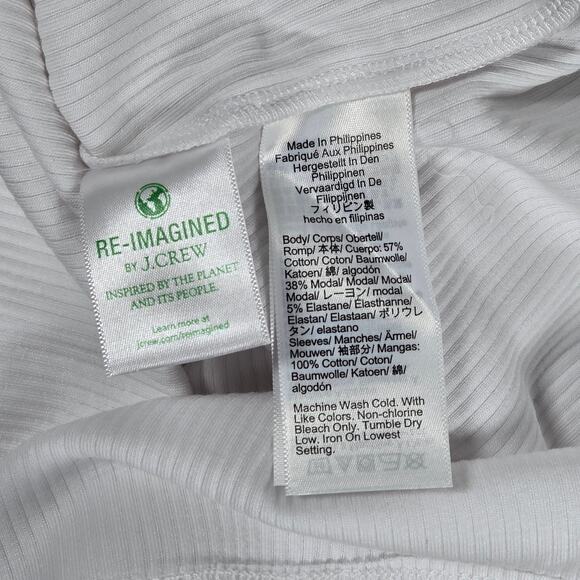 RE-IMAGINED
BY J.CREW
INSPIRED BY THE PLANET
AND ITS PEOPLE.
Learn more at
jcrew.com/reimagined
Made In Philippines
Fabriqué Aux Philippines
Hergestellt In Den
Philippinen
Vervaardigd In De
Filippijnen
フィリピン製
hecho en filipinas
Body/ Corps/ Obertell/
Romp/ 本体/ Cuerpo: 57%
Cotton/ Coton/ Baumwolle/
Katoen/ 綿/ algodón
38% Modal/ Modal/ Modal/
Modal/ レーヨン/ modal
5% Elastane/ Élasthanne/
Elastan/ Elastaan/ ポリウレ
タン/ elastano
Sleeves/ Manches/ Ärmel/
Mouwen/ 袖部分/ Mangas:
100% Cotton/ Coton/
Baumwolle/ Katoen/ 綿/
algodón
Machine Wash Cold. With
Like Colors. Non-chlorine
Bleach Only. Tumble Dry
Low. Iron On Lowest
Setting.